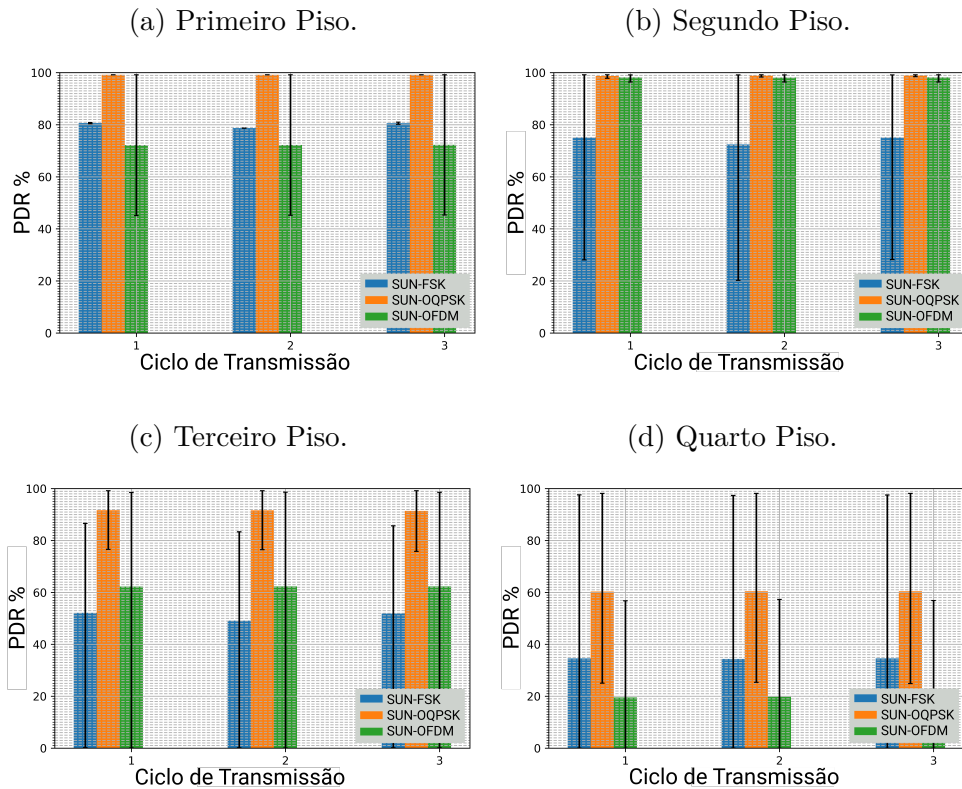 (a) Primeiro Piso.
100
80
60
40
20
0
PDR %
SUN-FSK
SUN-OQPSK
SUN-OFDM
1 2 3
Ciclo de Transmissão
(b) Segundo Piso.
100
80
60
40
20
0
PDR %
SUN-FSK
SUN-OQPSK
SUN-OFDM
1 2 3
Ciclo de Transmissão
(c) Terceiro Piso.
100
80
60
40
20
0
PDR %
SUN-FSK
SUN-OQPSK
SUN-OFDM
1 2 3
Ciclo de Transmissão
(d) Quarto Piso.
100
80
60
40
20
0
PDR %
SUN-FSK
SUN-OQPSK
SUN-OFDM
1 2 3
Ciclo de Transmissão